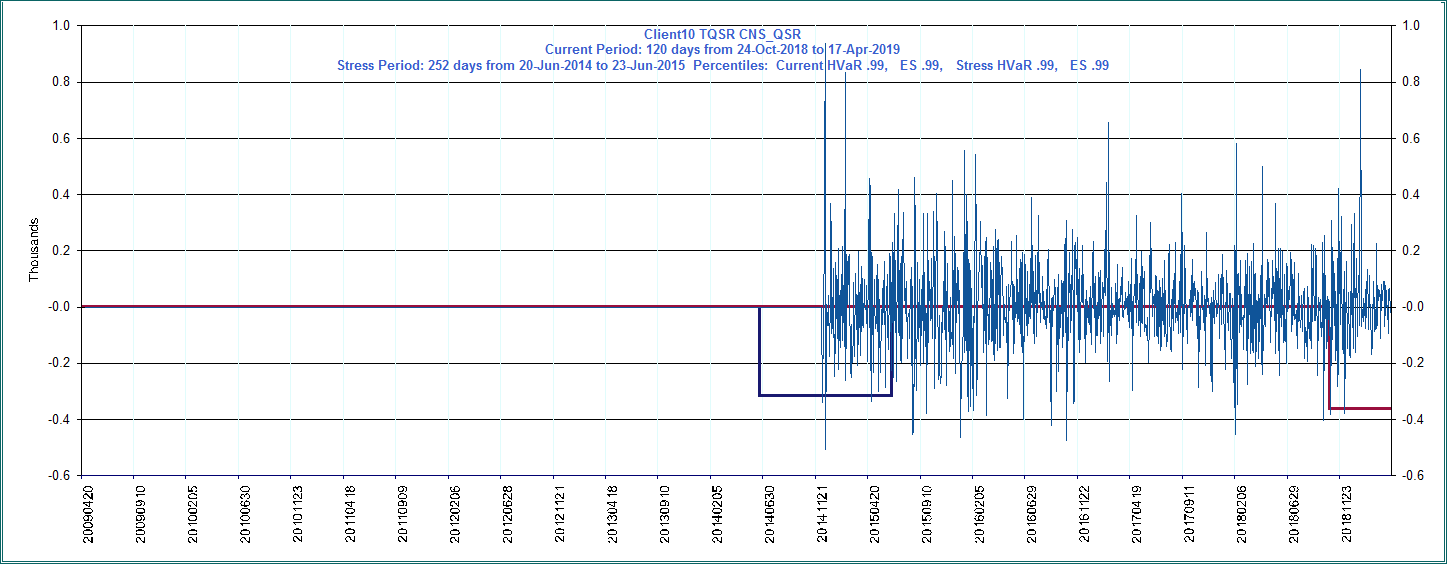 Client10 TQSR CNS_QSR
Current Period: 120 days from 24-Oct-2018 to 17-Apr-2019
Stress Period: 252 days from 20-Jun-2014 to 23-Jun-2015 Percentiles: Current HVaR .99, ES .99, Stress HVaR .99, ES .99
1.0 1.0
0.8 0.8
0.6 0.6
0.4 0.4
0.2 0.2
-0.0 -0.0
-0.2 -0.2
-0.4 -0.4
-0.6 -0.6
Thousands
20090420 20090910 20100205 20100630 20101123 20110418 20110909 20120206 20120628 20121121 20130418 20130910 20140205 20140630 20141121 20150420 20150910 20160205 20160629 20161122 20170419 20170911 20180206 20180629 20181123